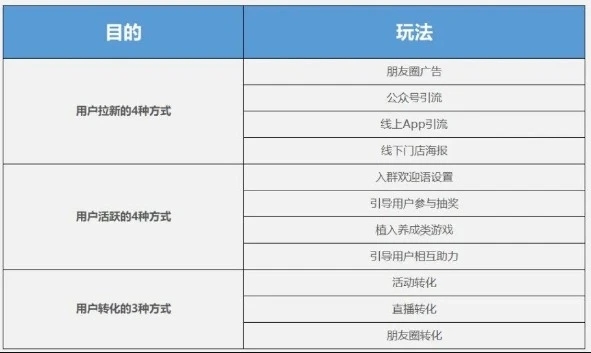 目的
玩法
用户拉新的4种方式
朋友圈广告
公众号引流
线上App引流
线下门店海报
用户活跃的4种方式
入群欢迎语设置
引导用户参与抽奖
植入养成类游戏
引导用户相互助力
用户转化的3种方式
活动转化
直播转化
朋友圈转化